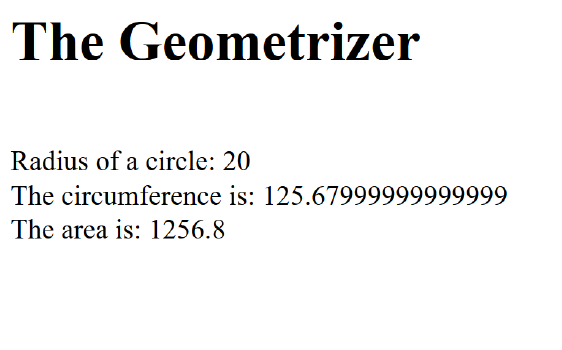 The Geometrizer
Radius of a circle: 20
The circumference is: 125.67999999999999
The area is: 1256.8